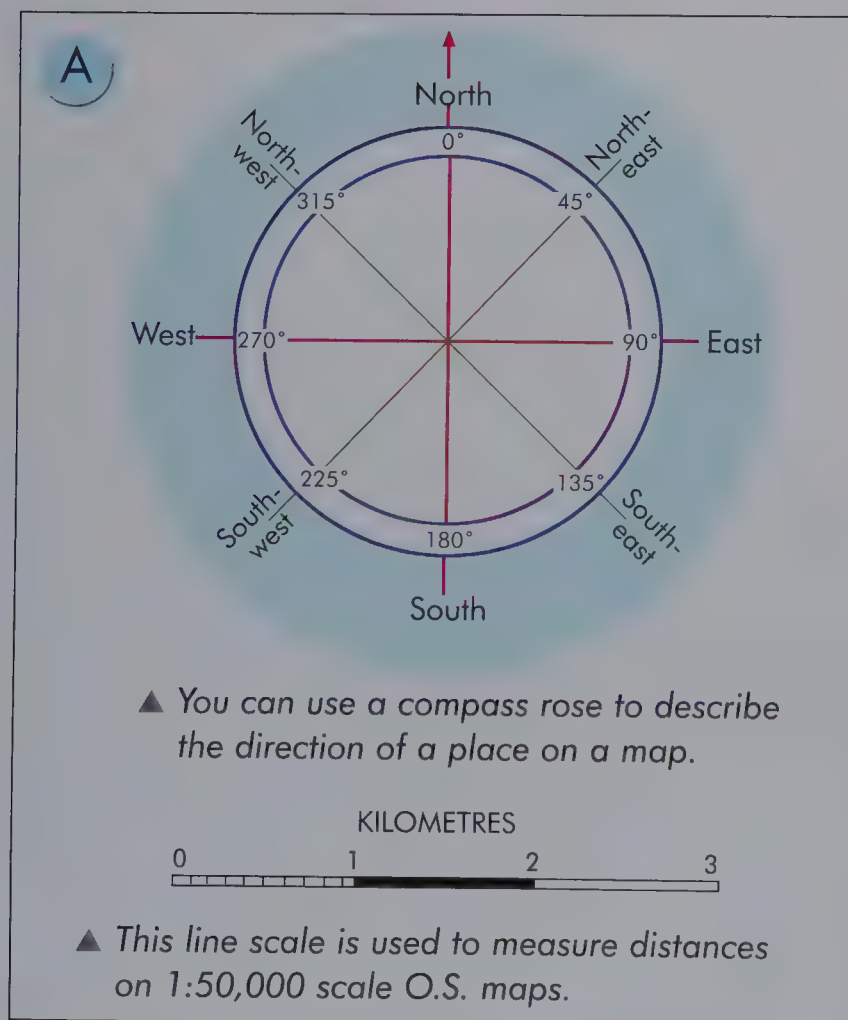 A
North
0°
North-
west
North-
east
315°
45°
West
270°
90°
East
225°
135°
South-
west
South-
east
180°
South
▲ You can use a compass rose to describe
the direction of a place on a map.
KILOMETRES
0 1 2 3
▲ This line scale is used to measure distances
on 1:50,000 scale O.S. maps.